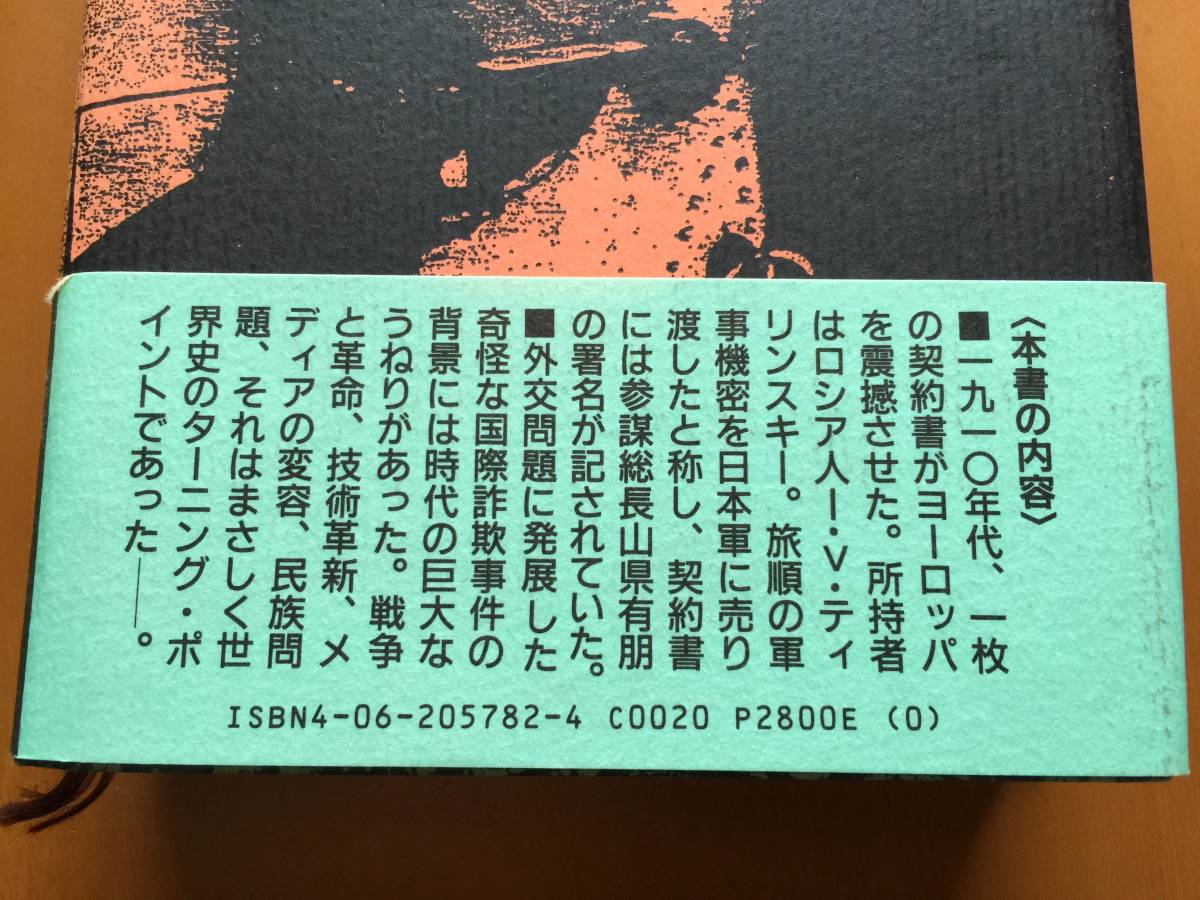 〈本書の内容〉
■一九一〇年代、一枚
の契約書がヨーロッパ
を震撼させた。所持者
はロシア人I・V・ティ
リンスキー。旅順の軍
事機密を日本軍に売り
渡したと称し、契約書
には参謀総長山県有朋
の署名が記されていた。
■外交問題に発展した
奇怪な国際詐欺事件の
背景には時代の巨大な
うねりがあった。戦争
と革命、技術革新、メ
ディアの変容、民族問
題、それはまさしく世
界史のターニング・ポ
イントであった――。
ISBN4-06-205782-4 C0020 P2800E (0)